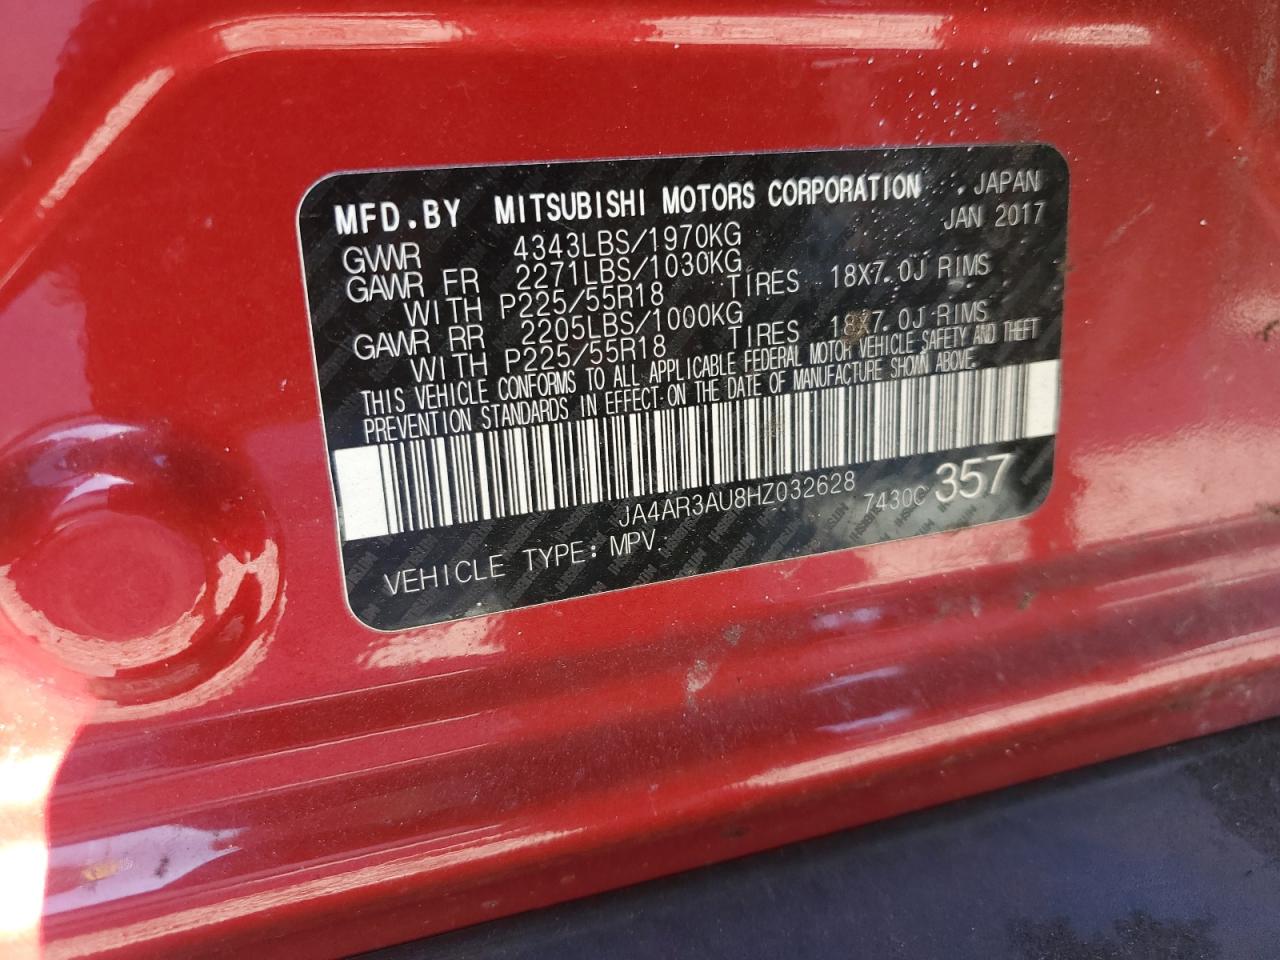 MFD.BY MITSUBISHI MOTORS CORPORATION . JAPAN
JAN 2017
GVWR 4343LBS/1970KG
GAWR FR 2271LBS/1030KG
WITH P225/55R18 TIRES 18X7.0J RIMS
GAWR RR 2205LBS/1000KG
WITH P225/55R18 TIRES 18X7.0J RIMS
THIS VEHICLE CONFORMS TO ALL APPLICABLE FEDERAL MOTOR VEHICLE SAFETY AND THEFT
PREVENTION STANDARDS IN EFFECT ON THE DATE OF MANUFACTURE SHOWN ABOVE.
JA4AR3AU8HZ032628 7430C 357
VEHICLE TYPE: MPV